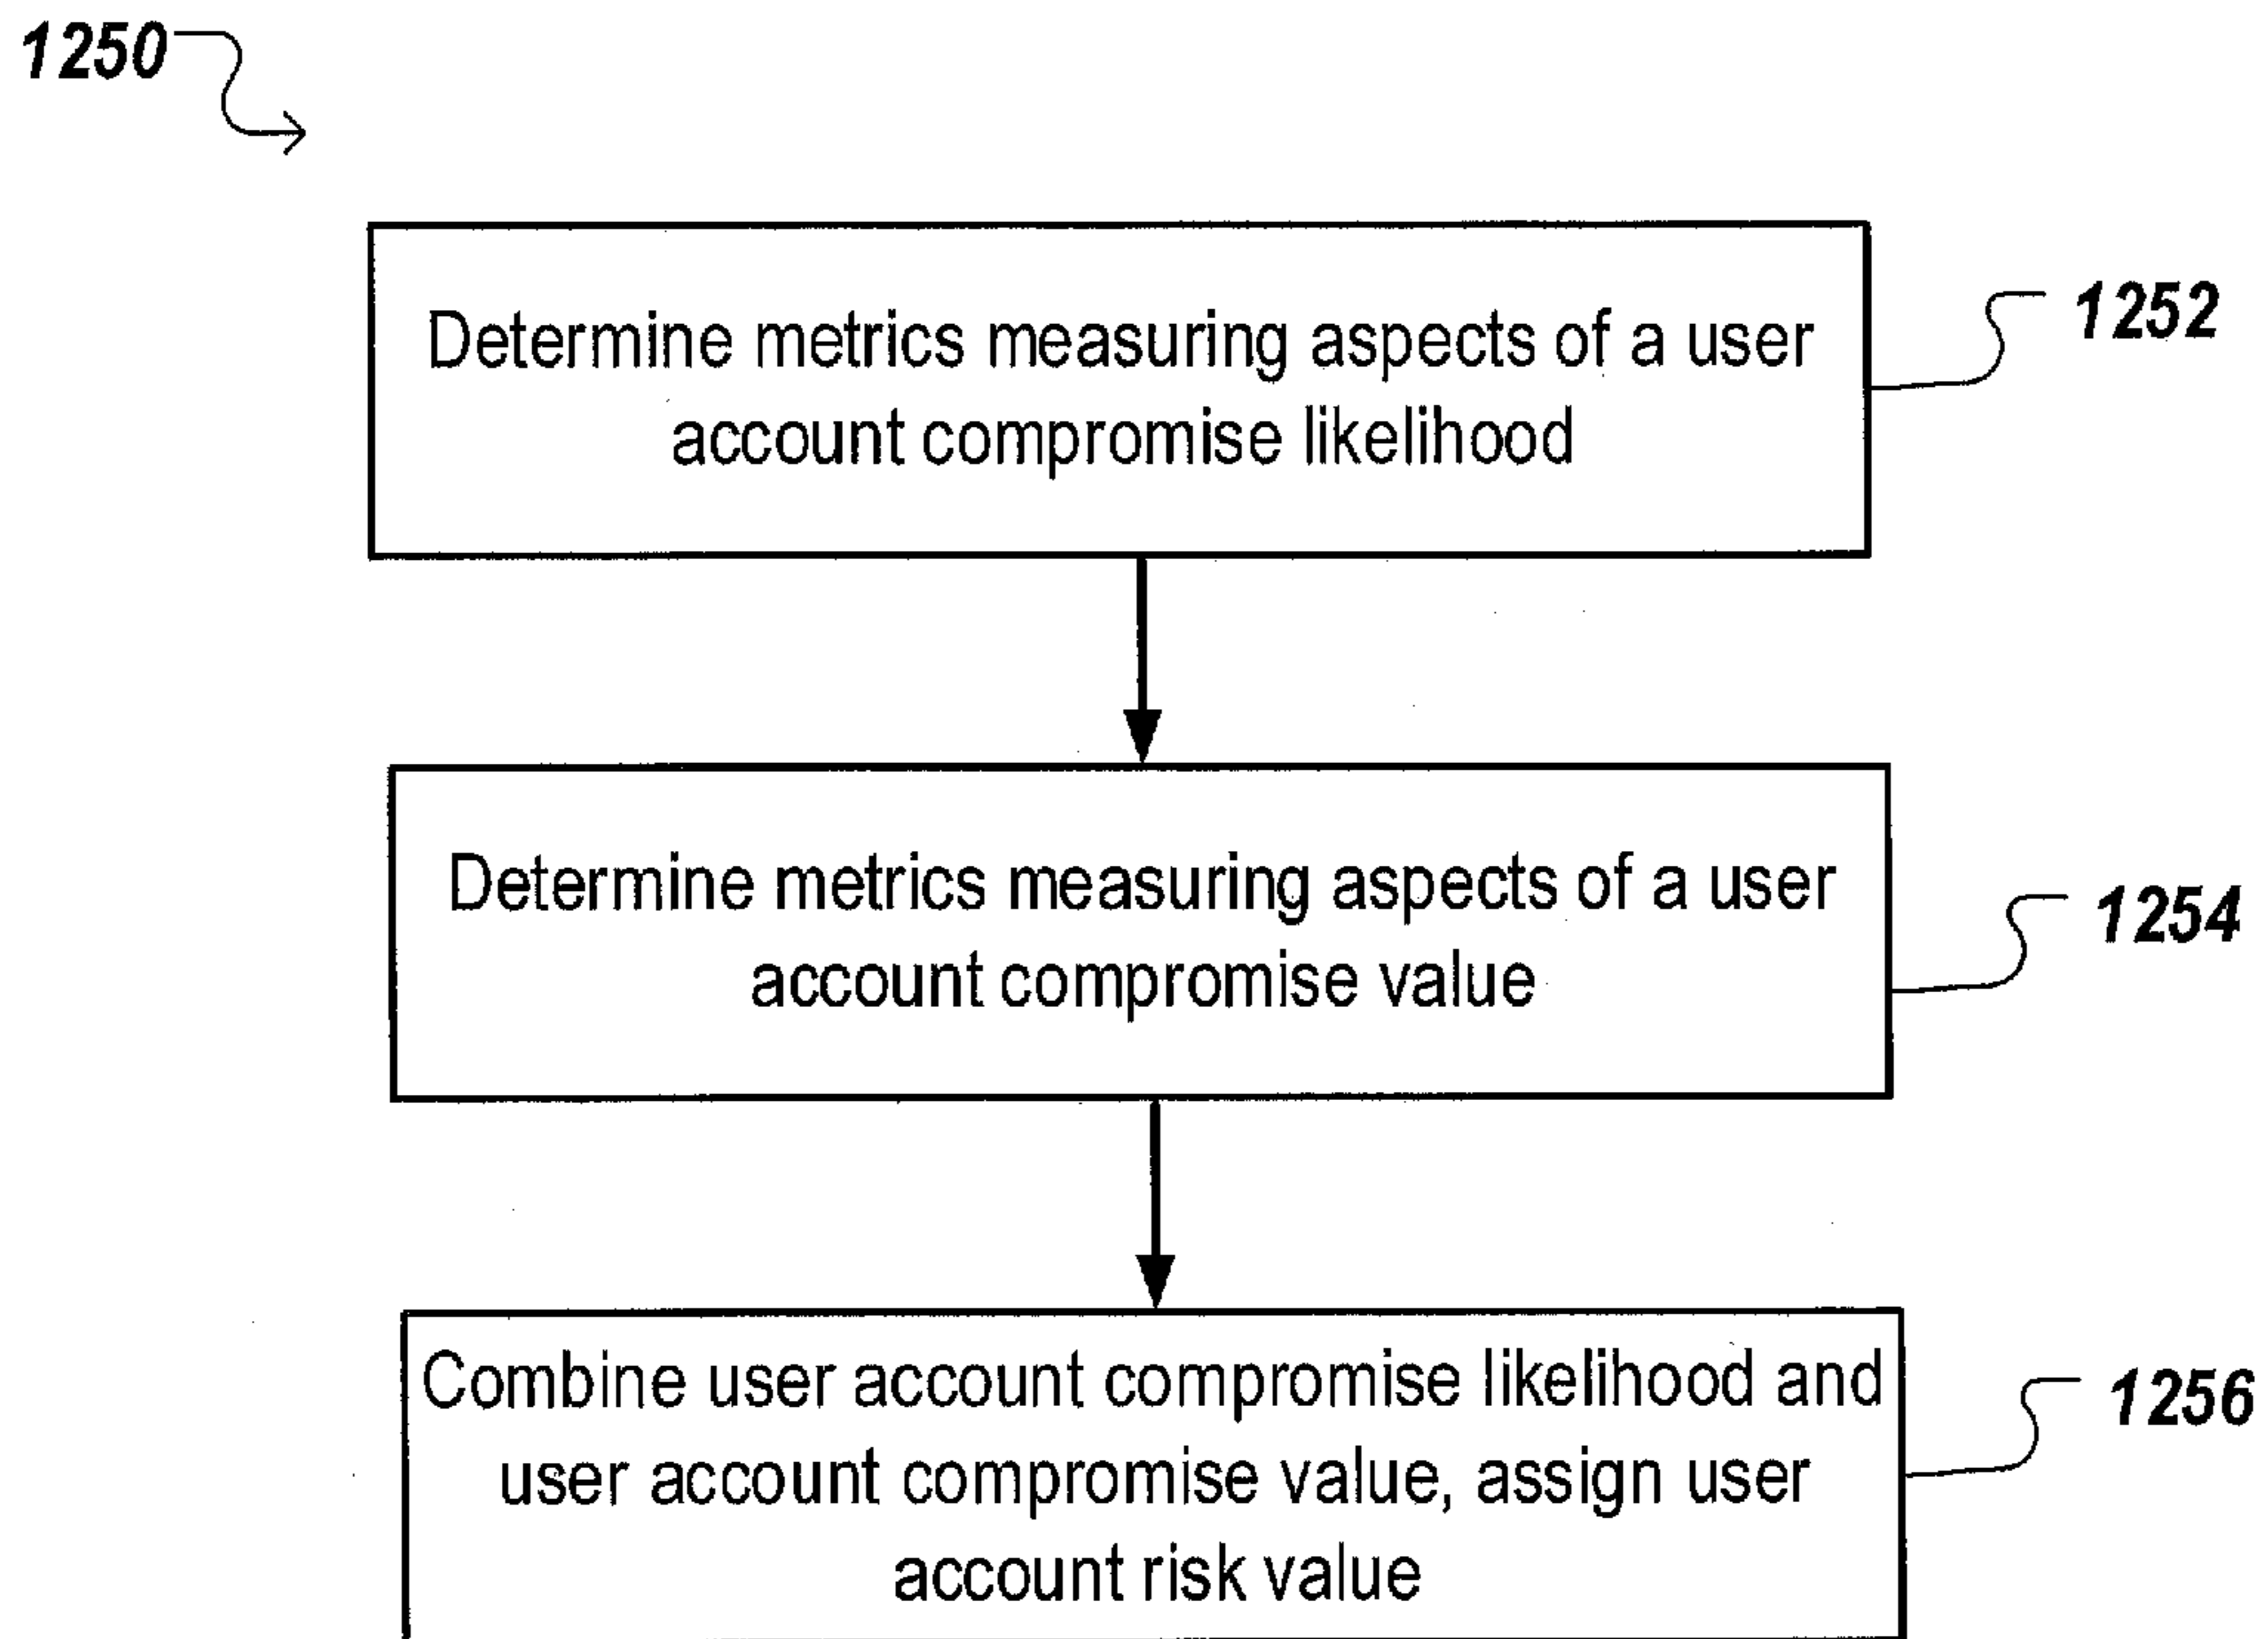 1250
Determine metrics measuring aspects of a user
account compromise likelihood
1252
Determine metrics measuring aspects of a user
account compromise value
1254
Combine user account compromise likelihood and
user account compromise value, assign user
account risk value
1256